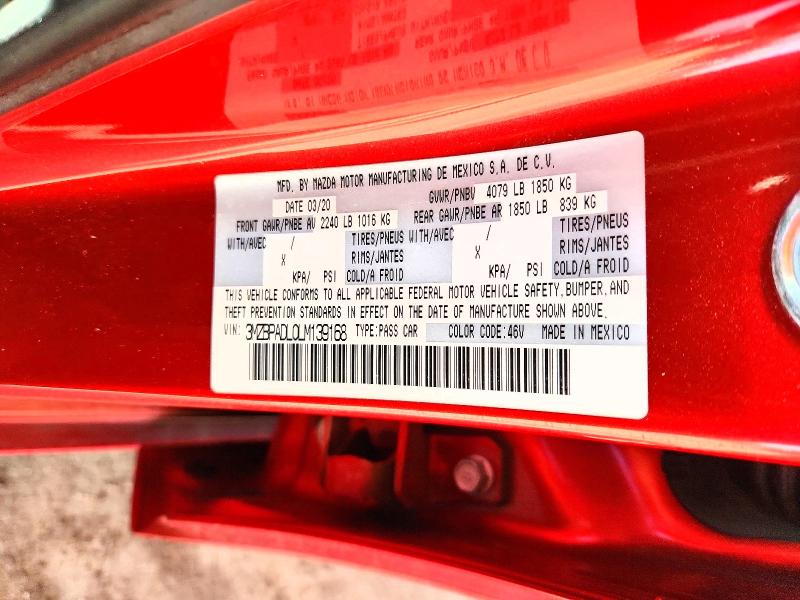 MFD. BY MAZDA MOTOR MANUFACTURING DE MEXICO S.A. DE C.V.
DATE 03/20 GVWR/PNBV 4079 LB 1850 KG
FRONT GAWR/PNBE AV 2240 LB 1016 KG REAR GAWR/PNBE AR 1850 LB 839 KG
WITH/AVEC / TIRES/PNEUS WITH/AVEC / TIRES/PNEUS
X RIMS/JANTES X RIMS/JANTES
KPA/ PSI COLD/A FROID KPA/ PSI COLD/A FROID
THIS VEHICLE CONFORMS TO ALL APPLICABLE FEDERAL MOTOR VEHICLE SAFETY, BUMPER, AND
THEFT PREVENTION STANDARDS IN EFFECT ON THE DATE OF MANUFACTURE SHOWN ABOVE.
VIN: 3MZBPADL0LM139168 TYPE:PASS CAR COLOR CODE:46V MADE IN MEXICO